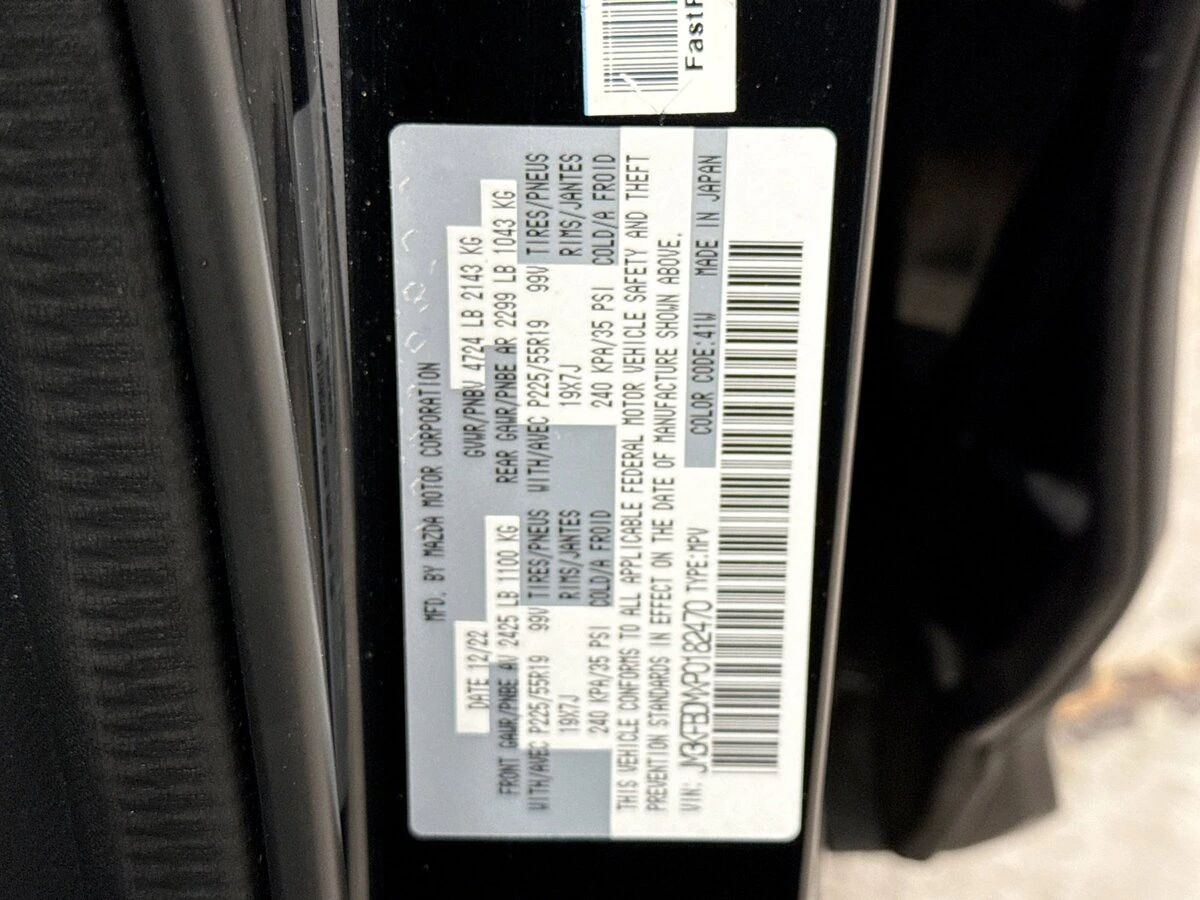 FastF
MFD. BY MAZDA MOTOR CORPORATION
DATE 12/22 GVWR/PNBV 4724 LB 2143 KG
FRONT GAWR/PNBE AV 2425 LB 1100 KG REAR GAWR/PNBE AR 2299 LB 1043 KG
WITH/AVEC P225/55R19 99V TIRES/PNEUS WITH/AVEC P225/55R19 99V TIRES/PNEUS
19X7J RIMS/JANTES 19X7J RIMS/JANTES
240 KPA/35 PSI COLD/A FROID 240 KPA/35 PSI COLD/A FROID
THIS VEHICLE CONFORMS TO ALL APPLICABLE FEDERAL MOTOR VEHICLE SAFETY AND THEFT
PREVENTION STANDARDS IN EFFECT ON THE DATE OF MANUFACTURE SHOWN ABOVE.
VIN: JM3KFBDMXP0182470 TYPE:MPV COLOR CODE:41W MADE IN JAPAN